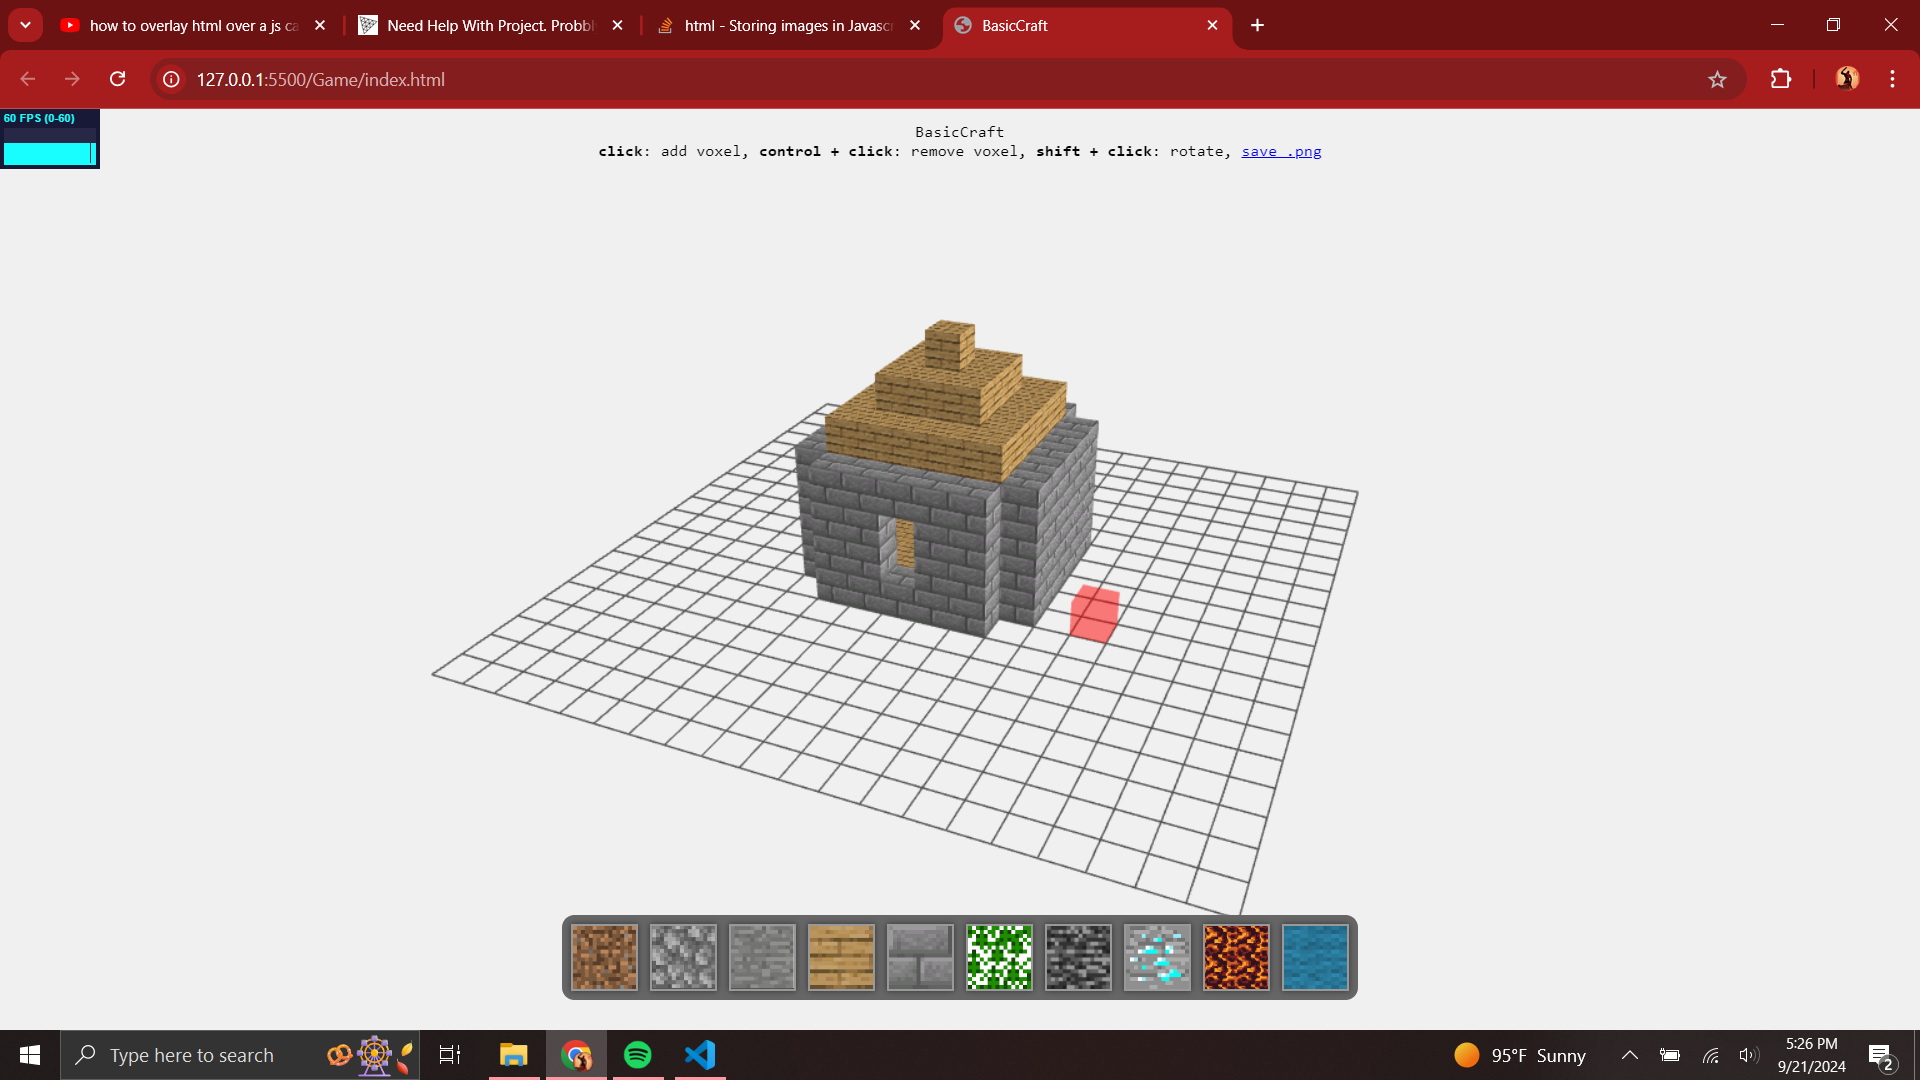 how to overlay html over a js ca
Need Help With Project. Probbl
html - Storing images in Javascr
BasicCraft
127.0.0.1:5500/Game/index.html
60 FPS (0-60)
BasicCraft
click: add voxel, control + click: remove voxel, shift + click: rotate, save .png
Type here to search
95°F Sunny
5:26 PM
9/21/2024
2